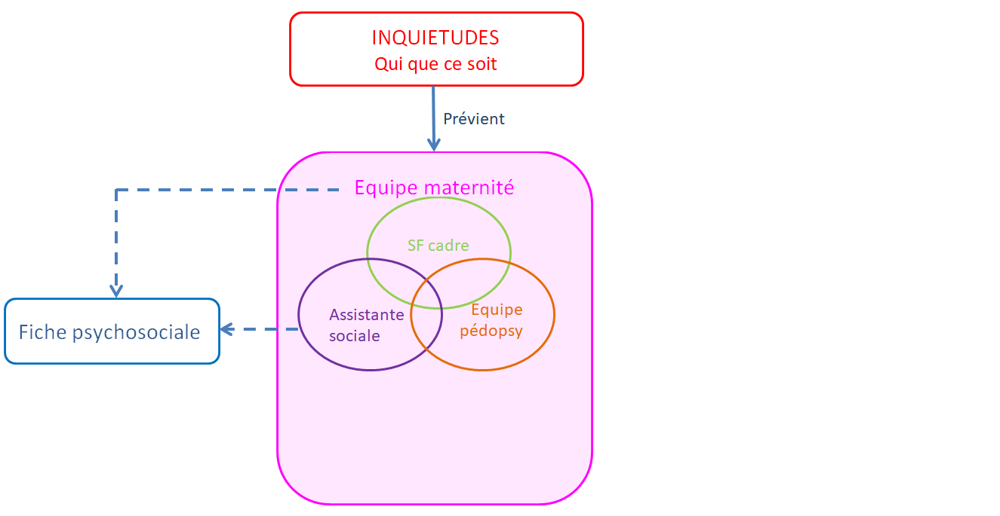 INQUIETUDES
Qui que ce soit
Prévient
Equipe maternité
SF cadre
Assistante
sociale
Equipe
pédopsy
Fiche psychosociale